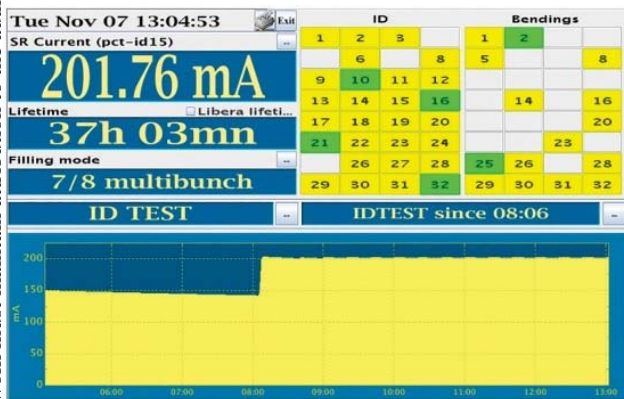 Tue Nov 07 13:04:53 Exit
SR Current (pct-id15) ...
201.76 mA
Lifetime Libera lifeti...
37h 03mn
Filling mode ...
7/8 multibunch
ID
1 2 3
6 8
9 10 11 12
13 14 15 16
17 18 19 20
21 22 23 24
26 27 28
29 30 31 32
Bendings
1 2
5 8
14 16
20
23
25 26 28
29 30 31 32
ID TEST ...
IDTEST since 08:06 ...
mA
200
150
100
50
0
06:00 07:00 08:00 09:00 10:00 11:00 12:00 13:00